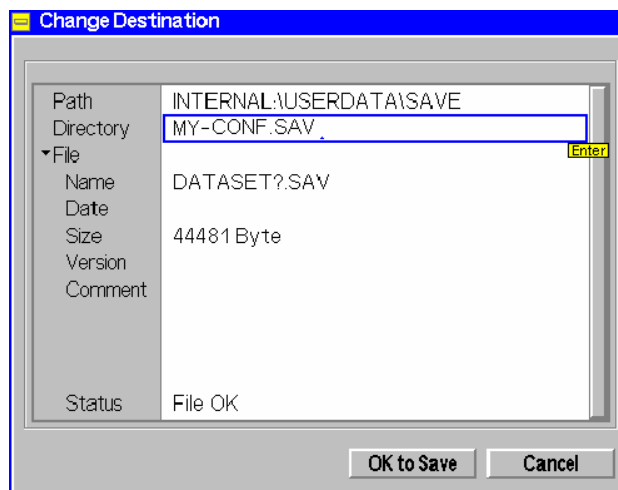 Change Destination
Path INTERNAL:\USERDATA\SAVE
Directory MY-CONF.SAV
Enter
File
Name DATASET?.SAV
Date
Size 44481 Byte
Version
Comment
Status File OK
OK to Save Cancel